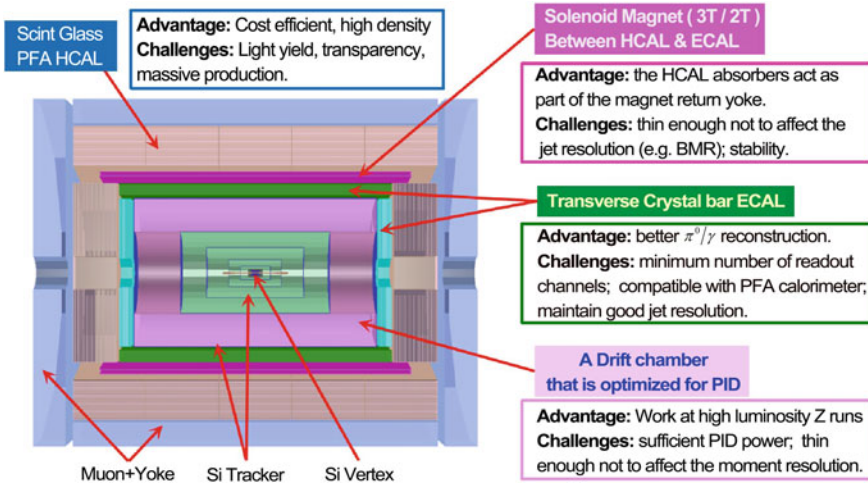 Scint Glass
PFA HCAL
Advantage: Cost efficient, high density
Challenges: Light yield, transparency,
massive production.
Solenoid Magnet ( 3T / 2T )
Between HCAL & ECAL
Advantage: the HCAL absorbers act as
part of the magnet return yoke.
Challenges: thin enough not to affect the
jet resolution (e.g. BMR); stability.
Transverse Crystal bar ECAL
Advantage: better π⁰/γ reconstruction.
Challenges: minimum number of readout
channels; compatible with PFA calorimeter;
maintain good jet resolution.
A Drift chamber
that is optimized for PID
Advantage: Work at high luminosity Z runs
Challenges: sufficient PID power; thin
enough not to affect the moment resolution.
Muon+Yoke
Si Tracker
Si Vertex